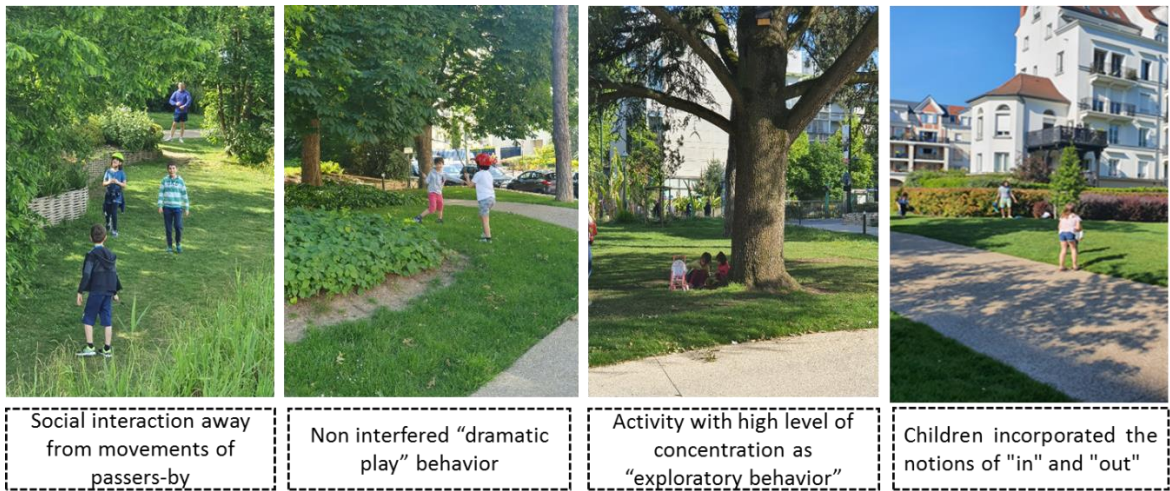 Social interaction away
from movements of
passers-by
Non interfered “dramatic
play” behavior
Activity with high level of
concentration as
“exploratory behavior”
Children incorporated the
notions of "in" and "out"